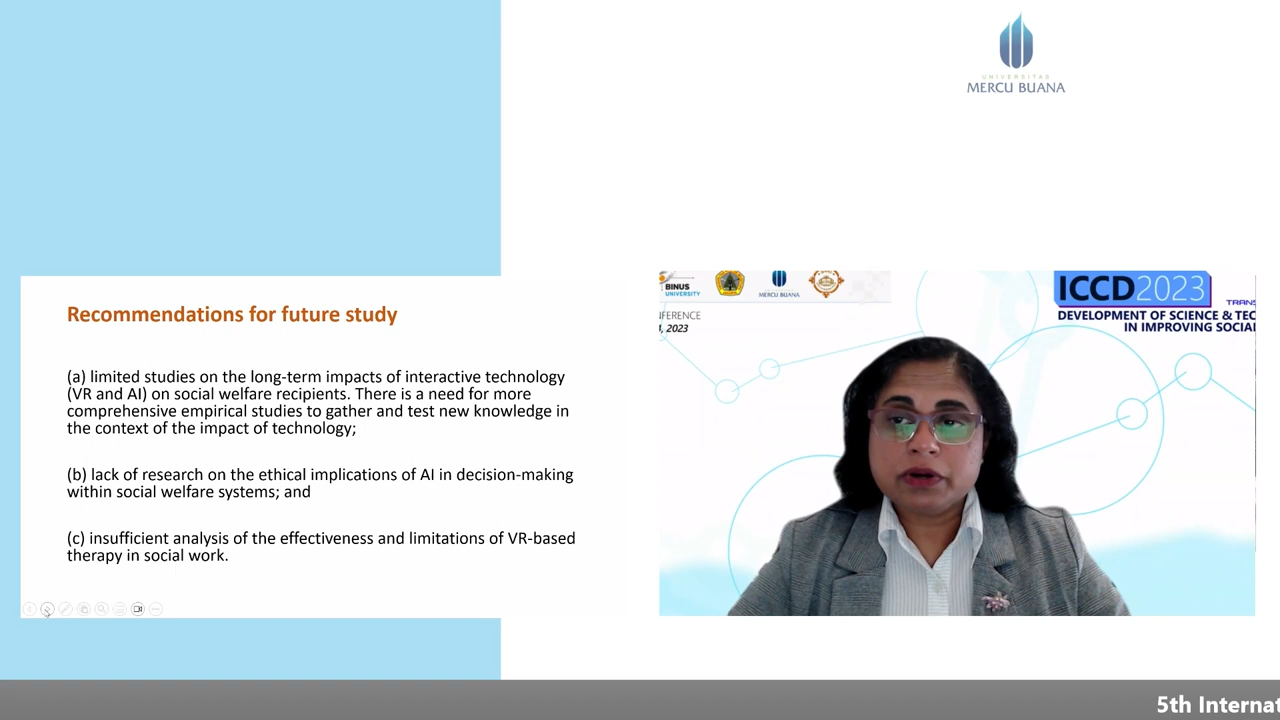 UNIVERSITAS
MERCU BUANA
Recommendations for future study
(a) limited studies on the long-term impacts of interactive technology
(VR and AI) on social welfare recipients. There is a need for more
comprehensive empirical studies to gather and test new knowledge in
the context of the impact of technology;
(b) lack of research on the ethical implications of AI in decision-making
within social welfare systems; and
(c) insufficient analysis of the effectiveness and limitations of VR-based
therapy in social work.
BINUS
UNIVERSITY
MERCU BUANA
NFERENCE
, 2023
ICCD2023
TRANS
DEVELOPMENT OF SCIENCE & TEC
IN IMPROVING SOCIA
5th Internat